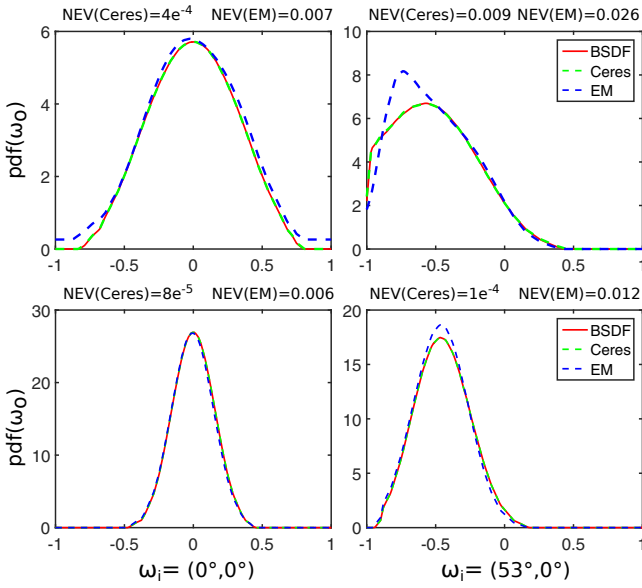 NEV(Ceres)=4e-4 NEV(EM)=0.007 NEV(Ceres)=0.009 NEV(EM)=0.026
pdf(ωO)
6
4
2
0
-1 -0.5 0 0.5 1
10
8
6
4
2
0
-1 -0.5 0 0.5 1
BSDF
Ceres
EM
NEV(Ceres)=8e-5 NEV(EM)=0.006 NEV(Ceres)=1e-4 NEV(EM)=0.012
pdf(ωO)
30
20
10
0
-1 -0.5 0 0.5 1
20
15
10
5
0
-1 -0.5 0 0.5 1
BSDF
Ceres
EM
ωi= (0°,0°) ωi= (53°,0°)